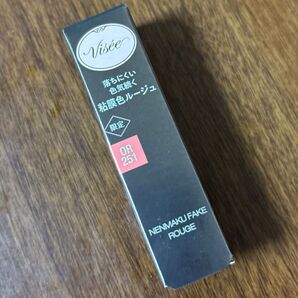 Visée
落ちにくい
色気続く
粘膜色ルージュ
限定
OR
251
NENMAKU FAKE
ROUGE